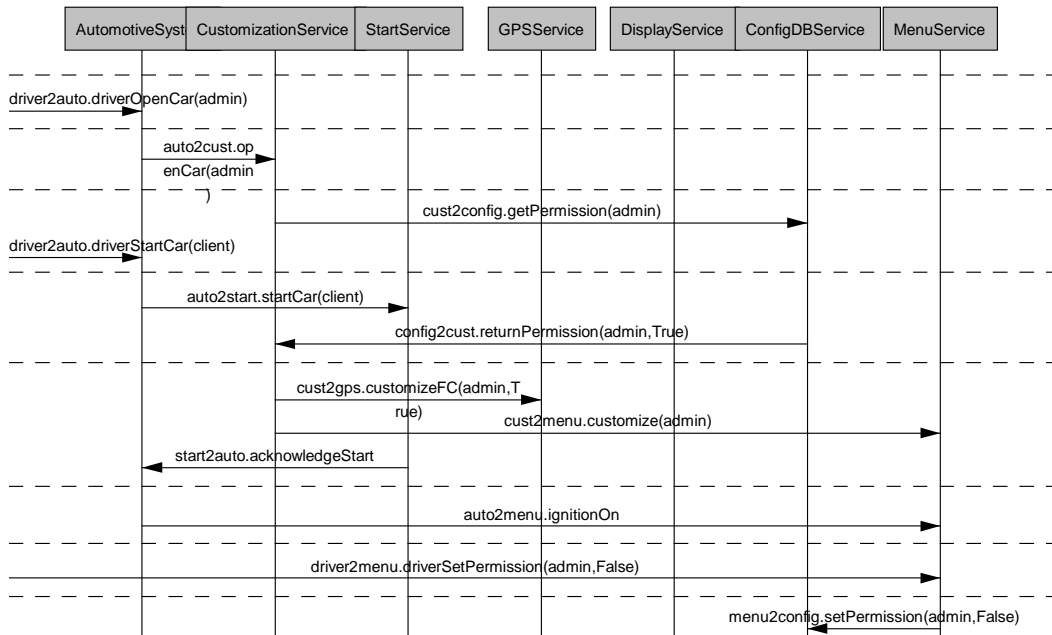 AutomotiveSyst CustomizationService StartService GPSService DisplayService ConfigDBService MenuService
driver2auto.driverOpenCar(admin)
auto2cust.op
enCar(admin
)
cust2config.getPermission(admin)
driver2auto.driverStartCar(client)
auto2start.startCar(client)
config2cust.returnPermission(admin,True)
cust2gps.customizeFC(admin,T
rue)
cust2menu.customize(admin)
start2auto.acknowledgeStart
auto2menu.ignitionOn
driver2menu.driverSetPermission(admin,False)
menu2config.setPermission(admin,False)